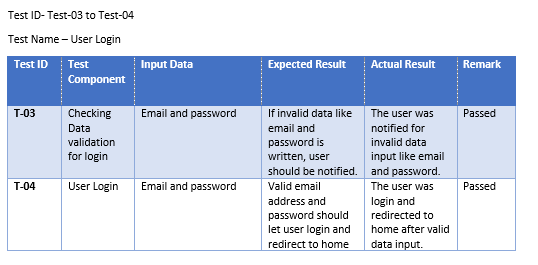 Test ID- Test-03 to Test-04
Test Name – User Login
Test ID
Test
Component
Input Data
Expected Result
Actual Result
Remark
T-03
Checking
Data
validation
for login
Email and password
If invalid data like
email and
password is
written, user
should be notified.
The user was
notified for
invalid data
input like email
and password.
Passed
T-04
User Login
Email and password
Valid email
address and
password should
let user login and
redirect to home
The user was
login and
redirected to
home after valid
data input.
Passed